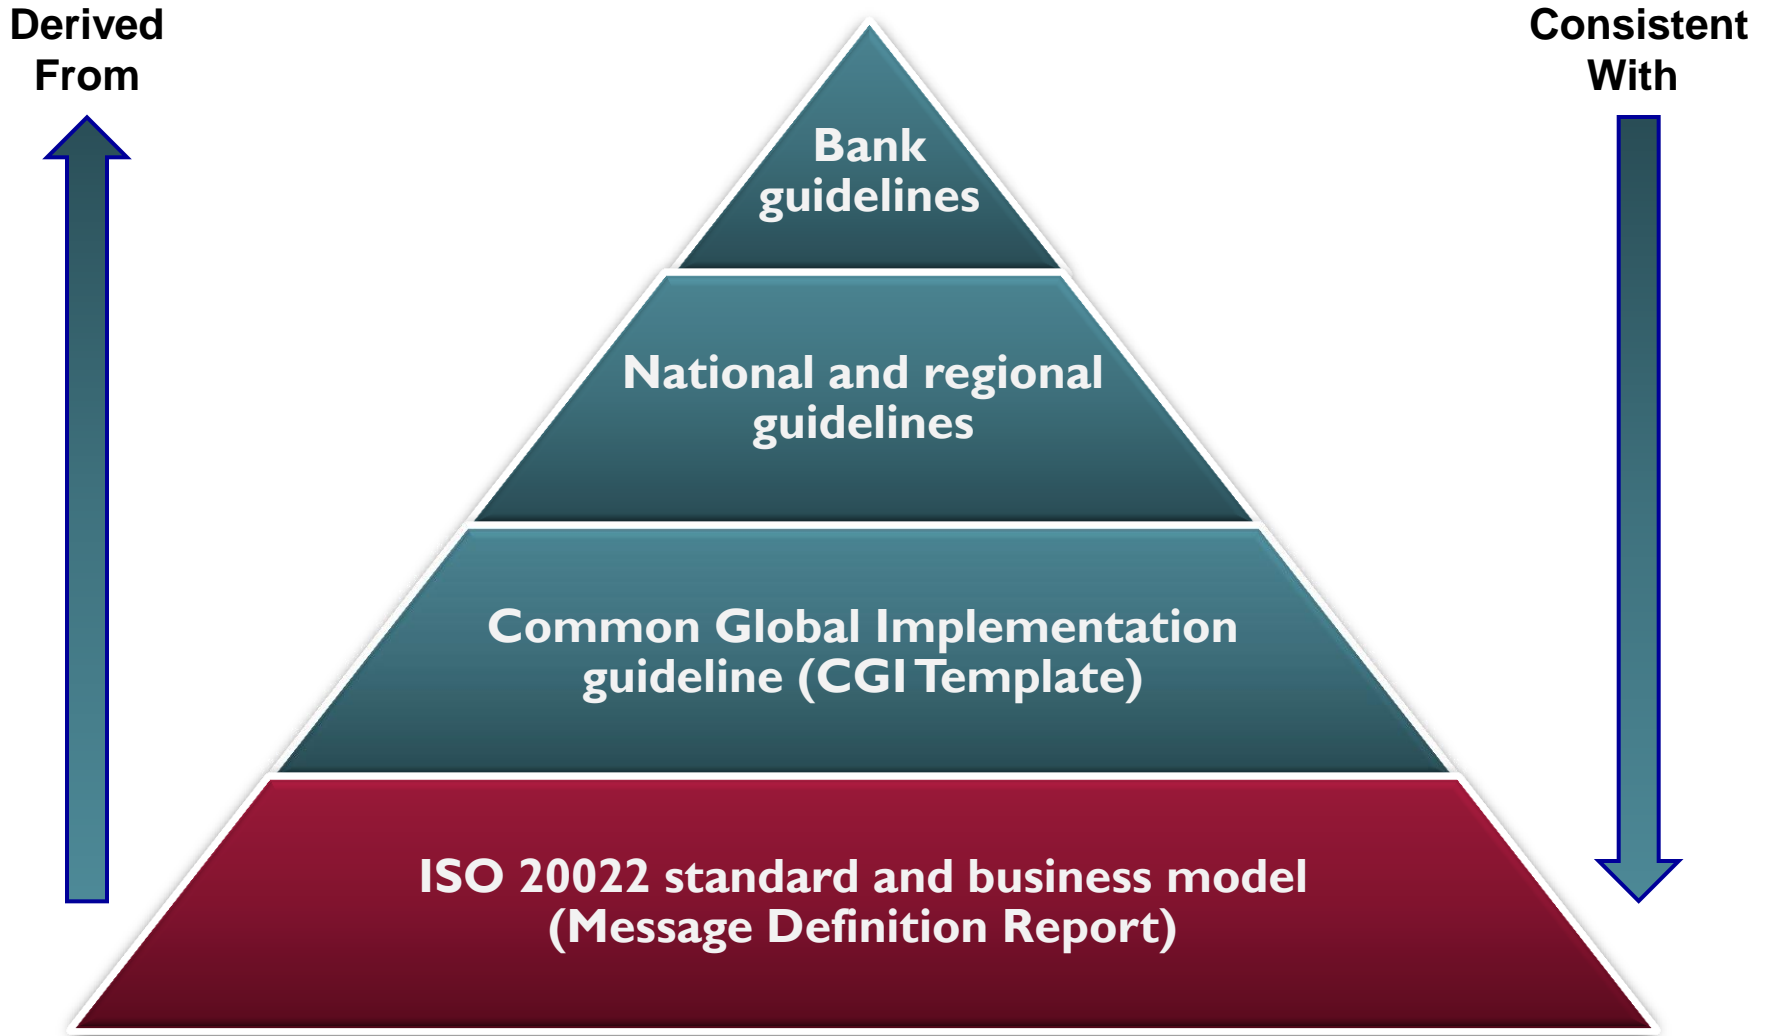 Derived
From
Consistent
With
Bank
guidelines
National and regional
guidelines
Common Global Implementation
guideline (CGI Template)
ISO 20022 standard and business model
(Message Definition Report)